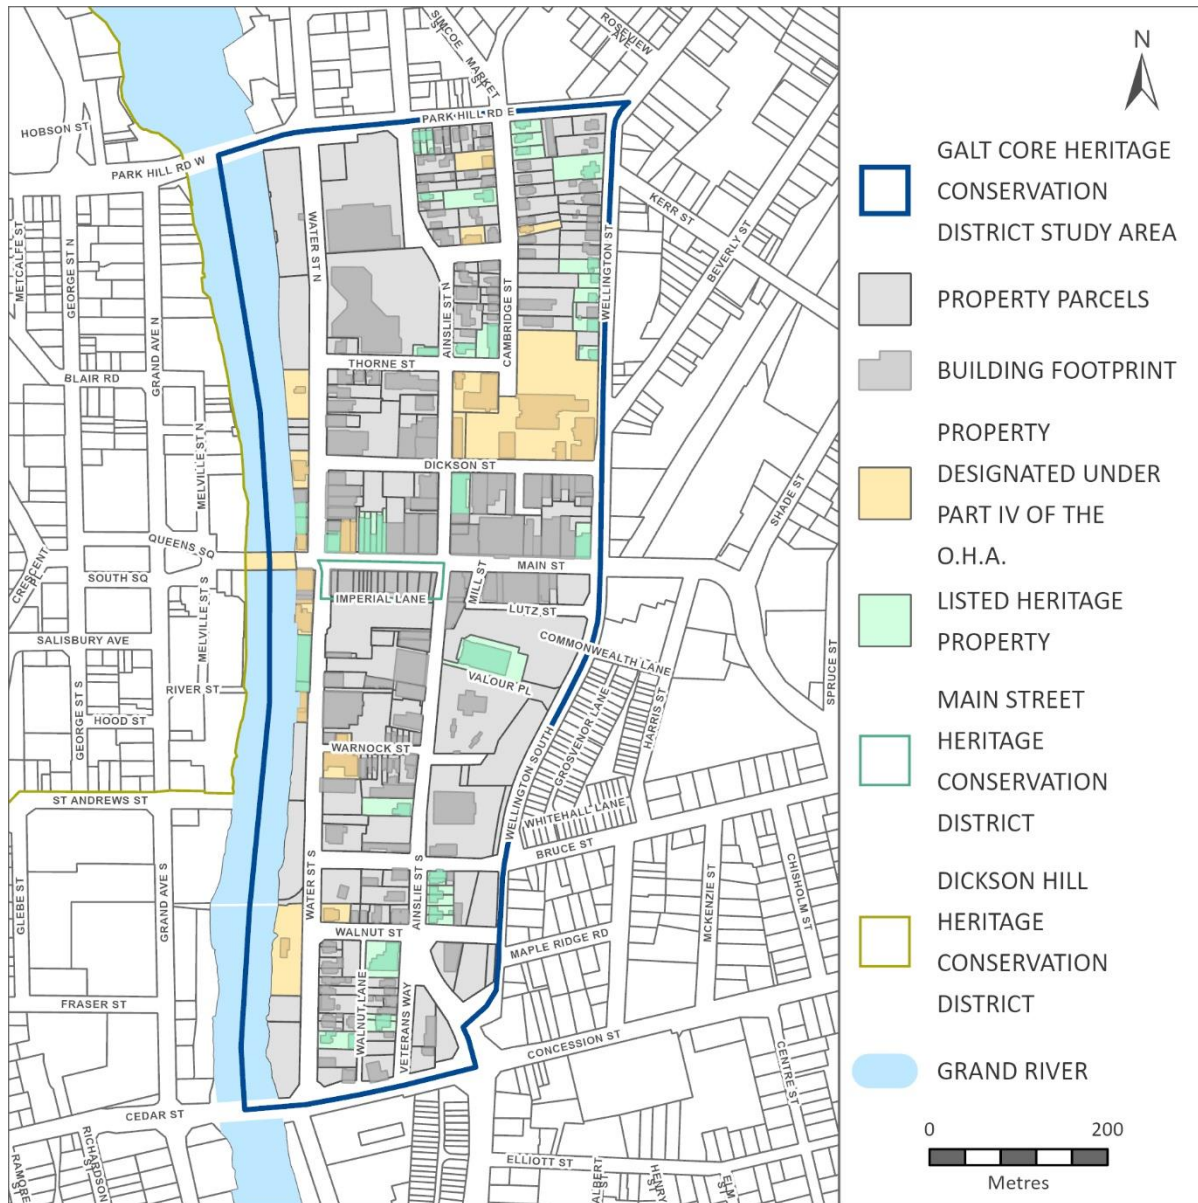 SIMCOE ST
MARKET ST
ROSEVIEW AVE
HOBSON ST
PARK HILL RD E
PARK HILL RD W
KERR ST
METCALFE ST
GEORGE ST N
GRAND AVE N
WATER ST N
AINSLIE ST N
CAMBRIDGE ST
WELLINGTON ST
BEVERLY ST
BLAIR RD
THORNE ST
MELVILLE ST N
DICKSON ST
SHADE ST
QUEENS SQ
CRESCENT PL
SOUTH SQ
MAIN ST
MILL ST
IMPERIAL LANE
LUTZ ST
SALISBURY AVE
MELVILLE ST S
COMMONWEALTH LANE
SPRUCE ST
RIVER ST
VALOUR PL
HARRIS ST
GEORGE ST S
HOOD ST
GROSVENOR LANE
WARNOCK ST
WELLINGTON SOUTH
ST ANDREWS ST
WHITEHALL LANE
BRUCE ST
GLEBE ST
GRAND AVE S
WATER ST S
AINSLIE ST S
MCKENZIE ST
CHISHOLM ST
WALNUT ST
MAPLE RIDGE RD
FRASER ST
WALNUT LANE
VETERANS WAY
CONCESSION ST
CENTRE ST
CEDAR ST
RICHARDSON ST
RAMORE ST
ELLIOTT ST
ALBERT ST
HENRY ST
ELM ST
N
GALT CORE HERITAGE
CONSERVATION
DISTRICT STUDY AREA
PROPERTY PARCELS
BUILDING FOOTPRINT
PROPERTY
DESIGNATED UNDER
PART IV OF THE
O.H.A.
LISTED HERITAGE
PROPERTY
MAIN STREET
HERITAGE
CONSERVATION
DISTRICT
DICKSON HILL
HERITAGE
CONSERVATION
DISTRICT
GRAND RIVER
0 200
Metres